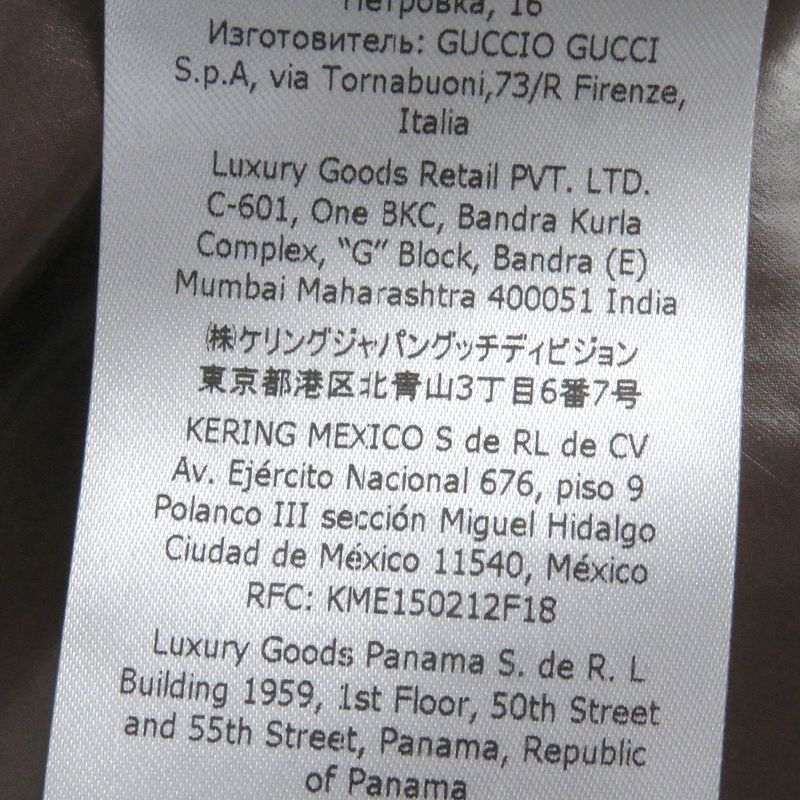 Петровка, 16
Изготовитель: GUCCIO GUCCI
S.p.A, via Tornabuoni,73/R Firenze,
Italia
Luxury Goods Retail PVT. LTD.
C-601, One BKC, Bandra Kurla
Complex, “G” Block, Bandra (E)
Mumbai Maharashtra 400051 India
㈱ケリングジャパングッチディビジョン
東京都港区北青山3丁目6番7号
KERING MEXICO S de RL de CV
Av. Ejército Nacional 676, piso 9
Polanco III sección Miguel Hidalgo
Ciudad de México 11540, México
RFC: KME150212F18
Luxury Goods Panama S. de R. L
Building 1959, 1st Floor, 50th Street
and 55th Street, Panama, Republic
of Panama